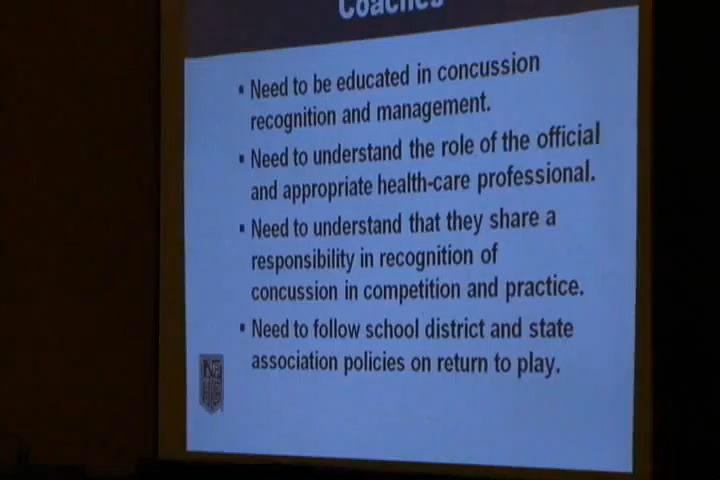 Coaches
▪ Need to be educated in concussion
recognition and management.
▪ Need to understand the role of the official
and appropriate health-care professional.
▪ Need to understand that they share a
responsibility in recognition of
concussion in competition and practice.
▪ Need to follow school district and state
association policies on return to play.